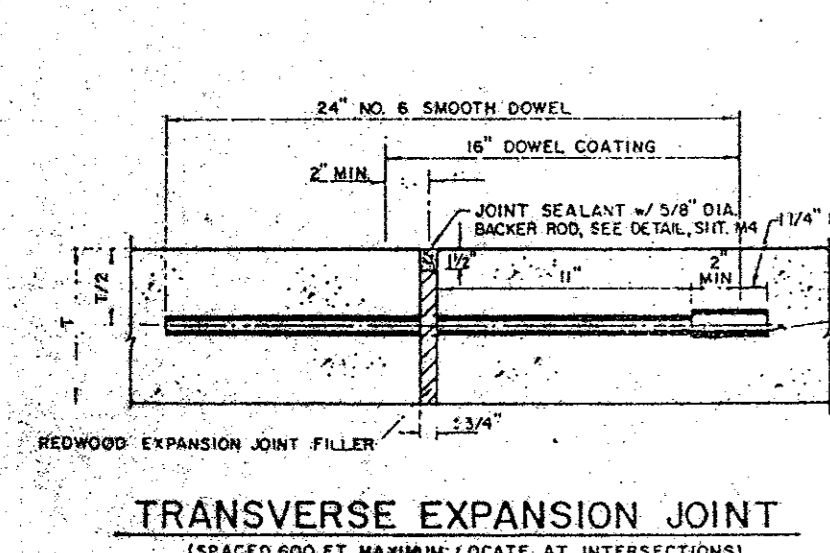 24" NO. 6 SMOOTH DOWEL
16" DOWEL COATING
2" MIN.
JOINT SEALANT w/ 5/8" DIA.
BACKER ROD, SEE DETAIL, SHT. M4
1 1/4"
1½"
11"
2"
MIN
T/2
T
3/4"
REDWOOD EXPANSION JOINT FILLER
TRANSVERSE EXPANSION JOINT
(SPACED 600 FT. MAXIMUM; LOCATE AT INTERSECTIONS)